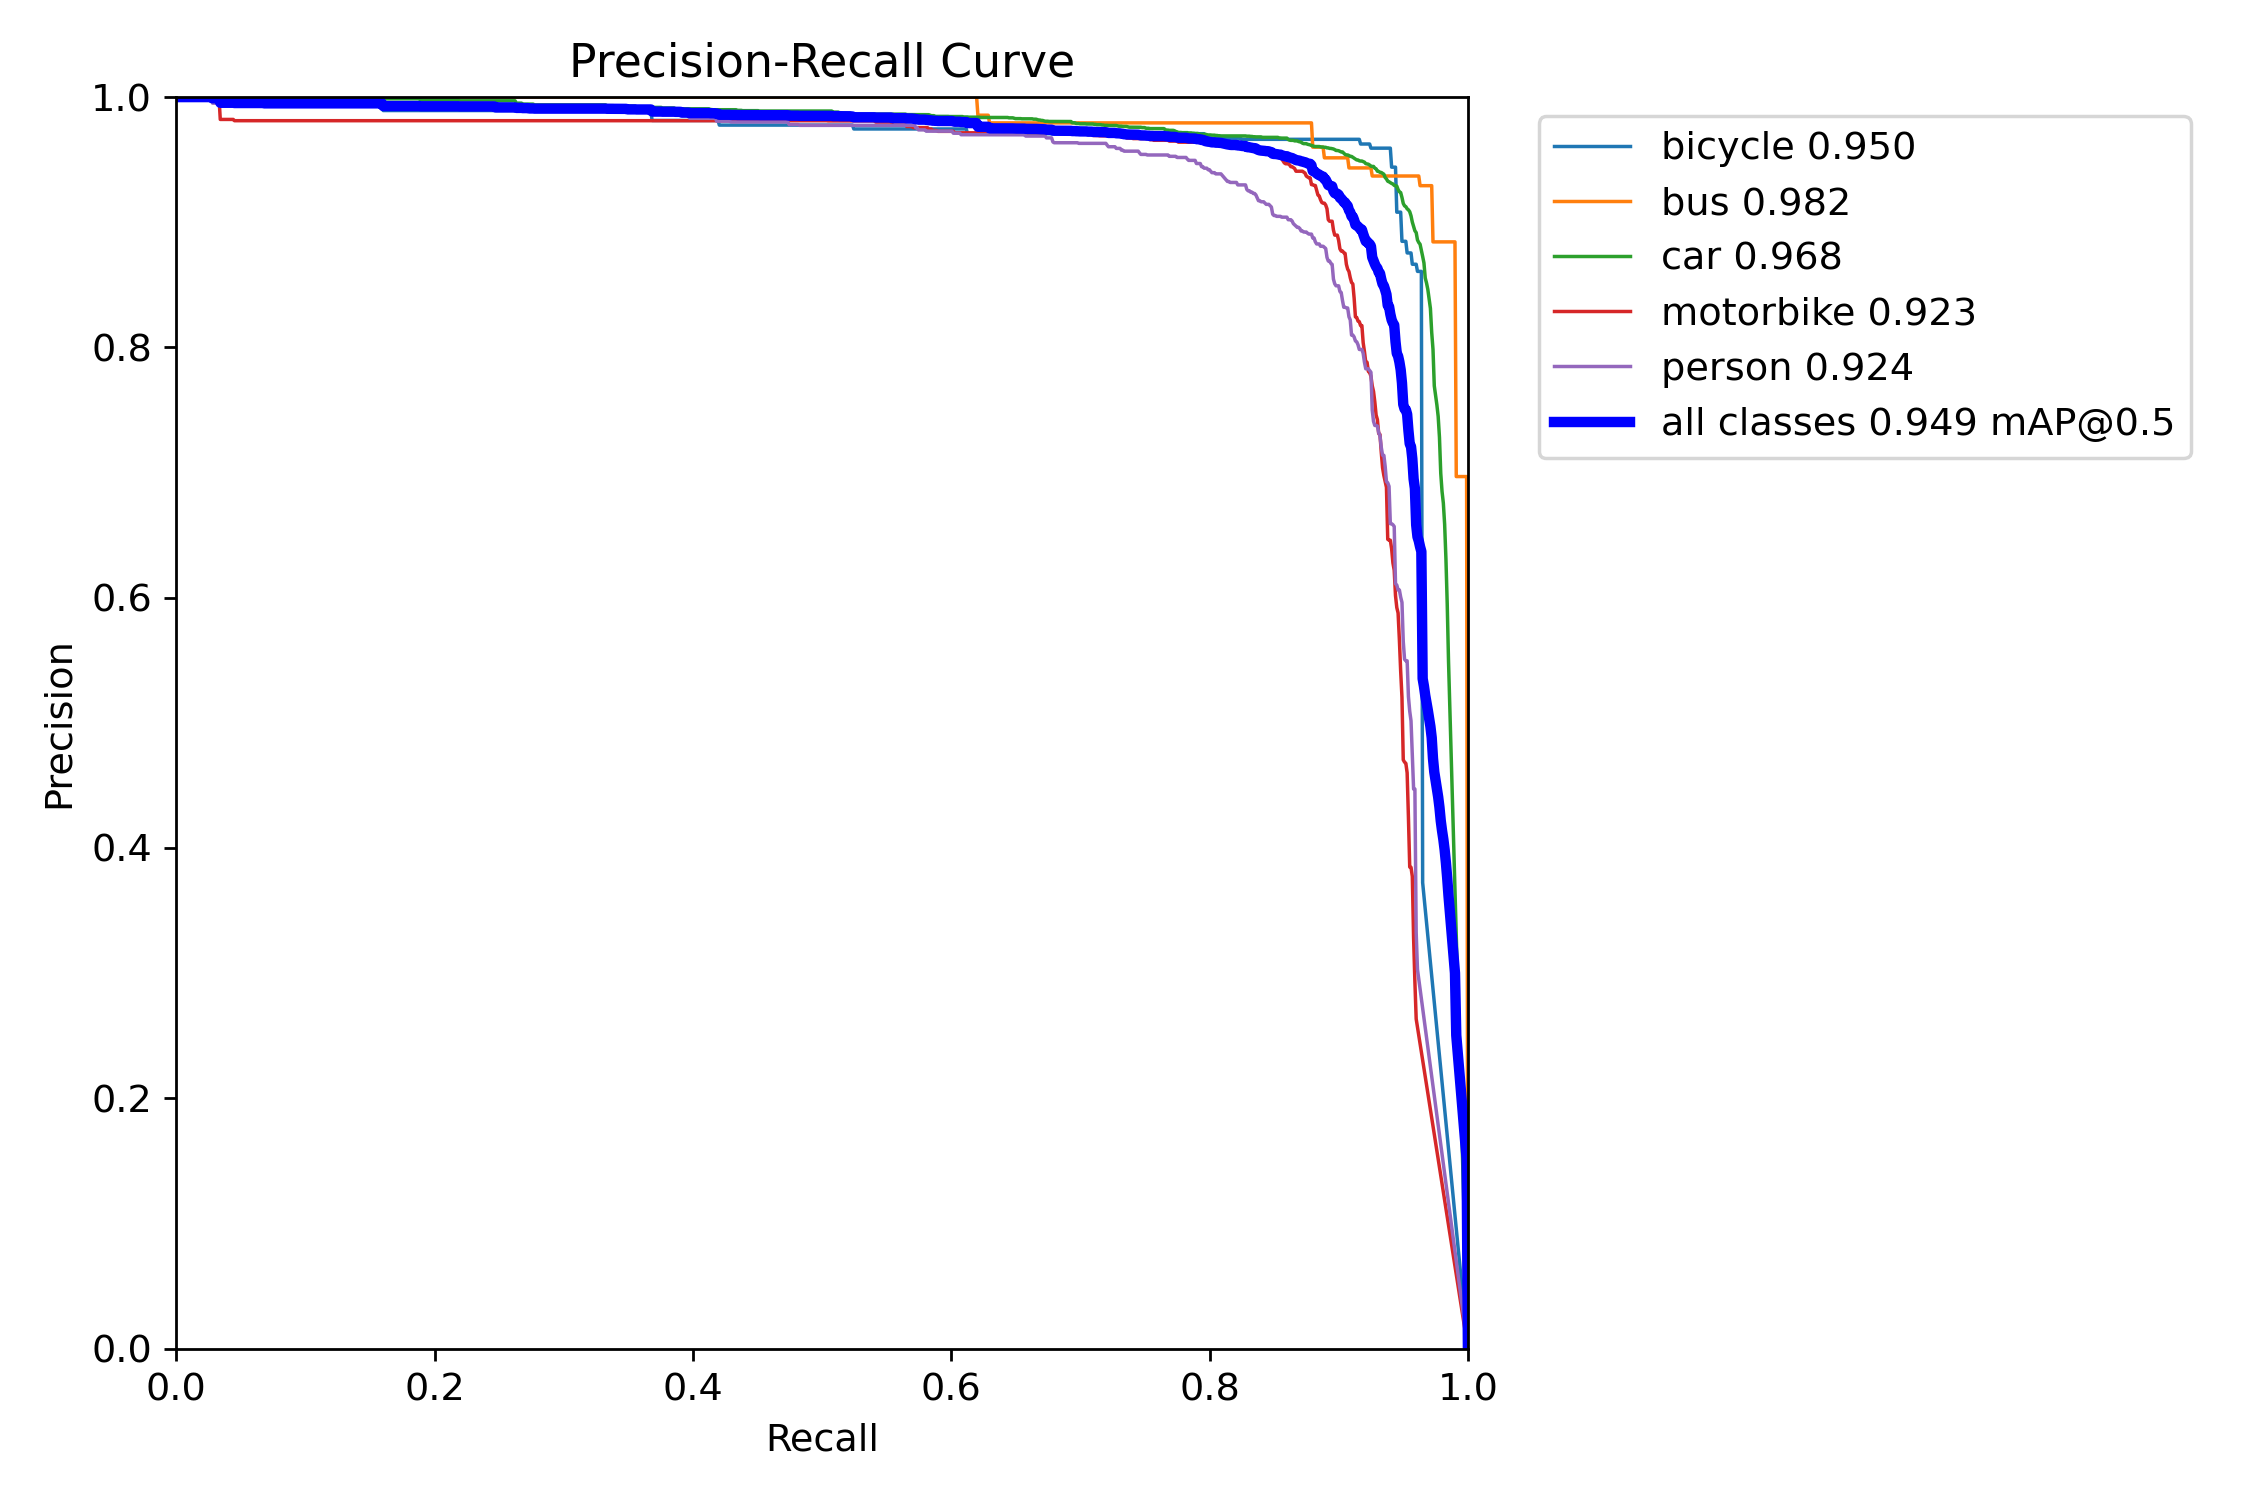 Precision-Recall Curve
1.0
0.8
0.6
0.4
0.2
0.0
Precision
0.0 0.2 0.4 0.6 0.8 1.0
Recall
bicycle 0.950
bus 0.982
car 0.968
motorbike 0.923
person 0.924
all classes 0.949 mAP@0.5